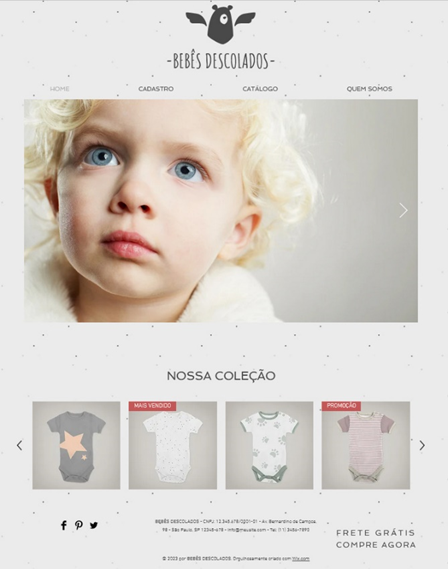 -BEBÊS DESCOLADOS-
HOME
CADASTRO
CATÁLOGO
QUEM SOMOS
NOSSA COLEÇÃO
MAIS VENDIDO
PROMOÇÃO
BEBÊS DESCOLADOS - CNPJ: 12.345.678/0001-01 - Av. Bernardino de Campos,
98 - São Paulo, SP 12345-678 - info@meusite.com - Tel: (11) 3456-7890
FRETE GRÁTIS
COMPRE AGORA
© 2023 por BEBÊS DESCOLADOS. Orgulhosamente criado com Wix.com